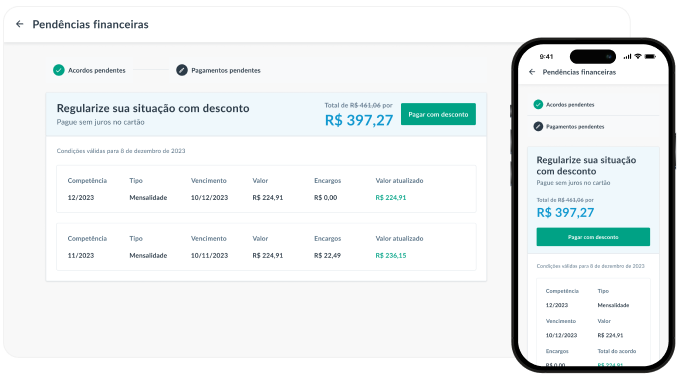 Pendências financeiras
Acordos pendentes
Pagamentos pendentes
Regularize sua situação com desconto
Pague sem juros no cartão
Total de R$ 461,06 por
R$ 397,27
Pagar com desconto
Condições válidas para 8 de dezembro de 2023
Competência Tipo Vencimento Valor Encargos Valor atualizado
12/2023 Mensalidade 10/12/2023 R$ 224,91 R$ 0,00 R$ 224,91
Competência Tipo Vencimento Valor Encargos Valor atualizado
11/2023 Mensalidade 10/11/2023 R$ 224,91 R$ 22,49 R$ 236,15
9:41
Pendências financeiras
Acordos pendentes
Pagamentos pendentes
Regularize sua situação
com desconto
Pague sem juros no cartão
Total de R$ 461,06 por
R$ 397,27
Pagar com desconto
Condições válidas para 8 de dezembro de 2023
Competência Tipo
12/2023 Mensalidade
Vencimento Valor
10/12/2023 R$ 224,91
Encargos Total do acordo
R$ 0,00 R$ 224,91